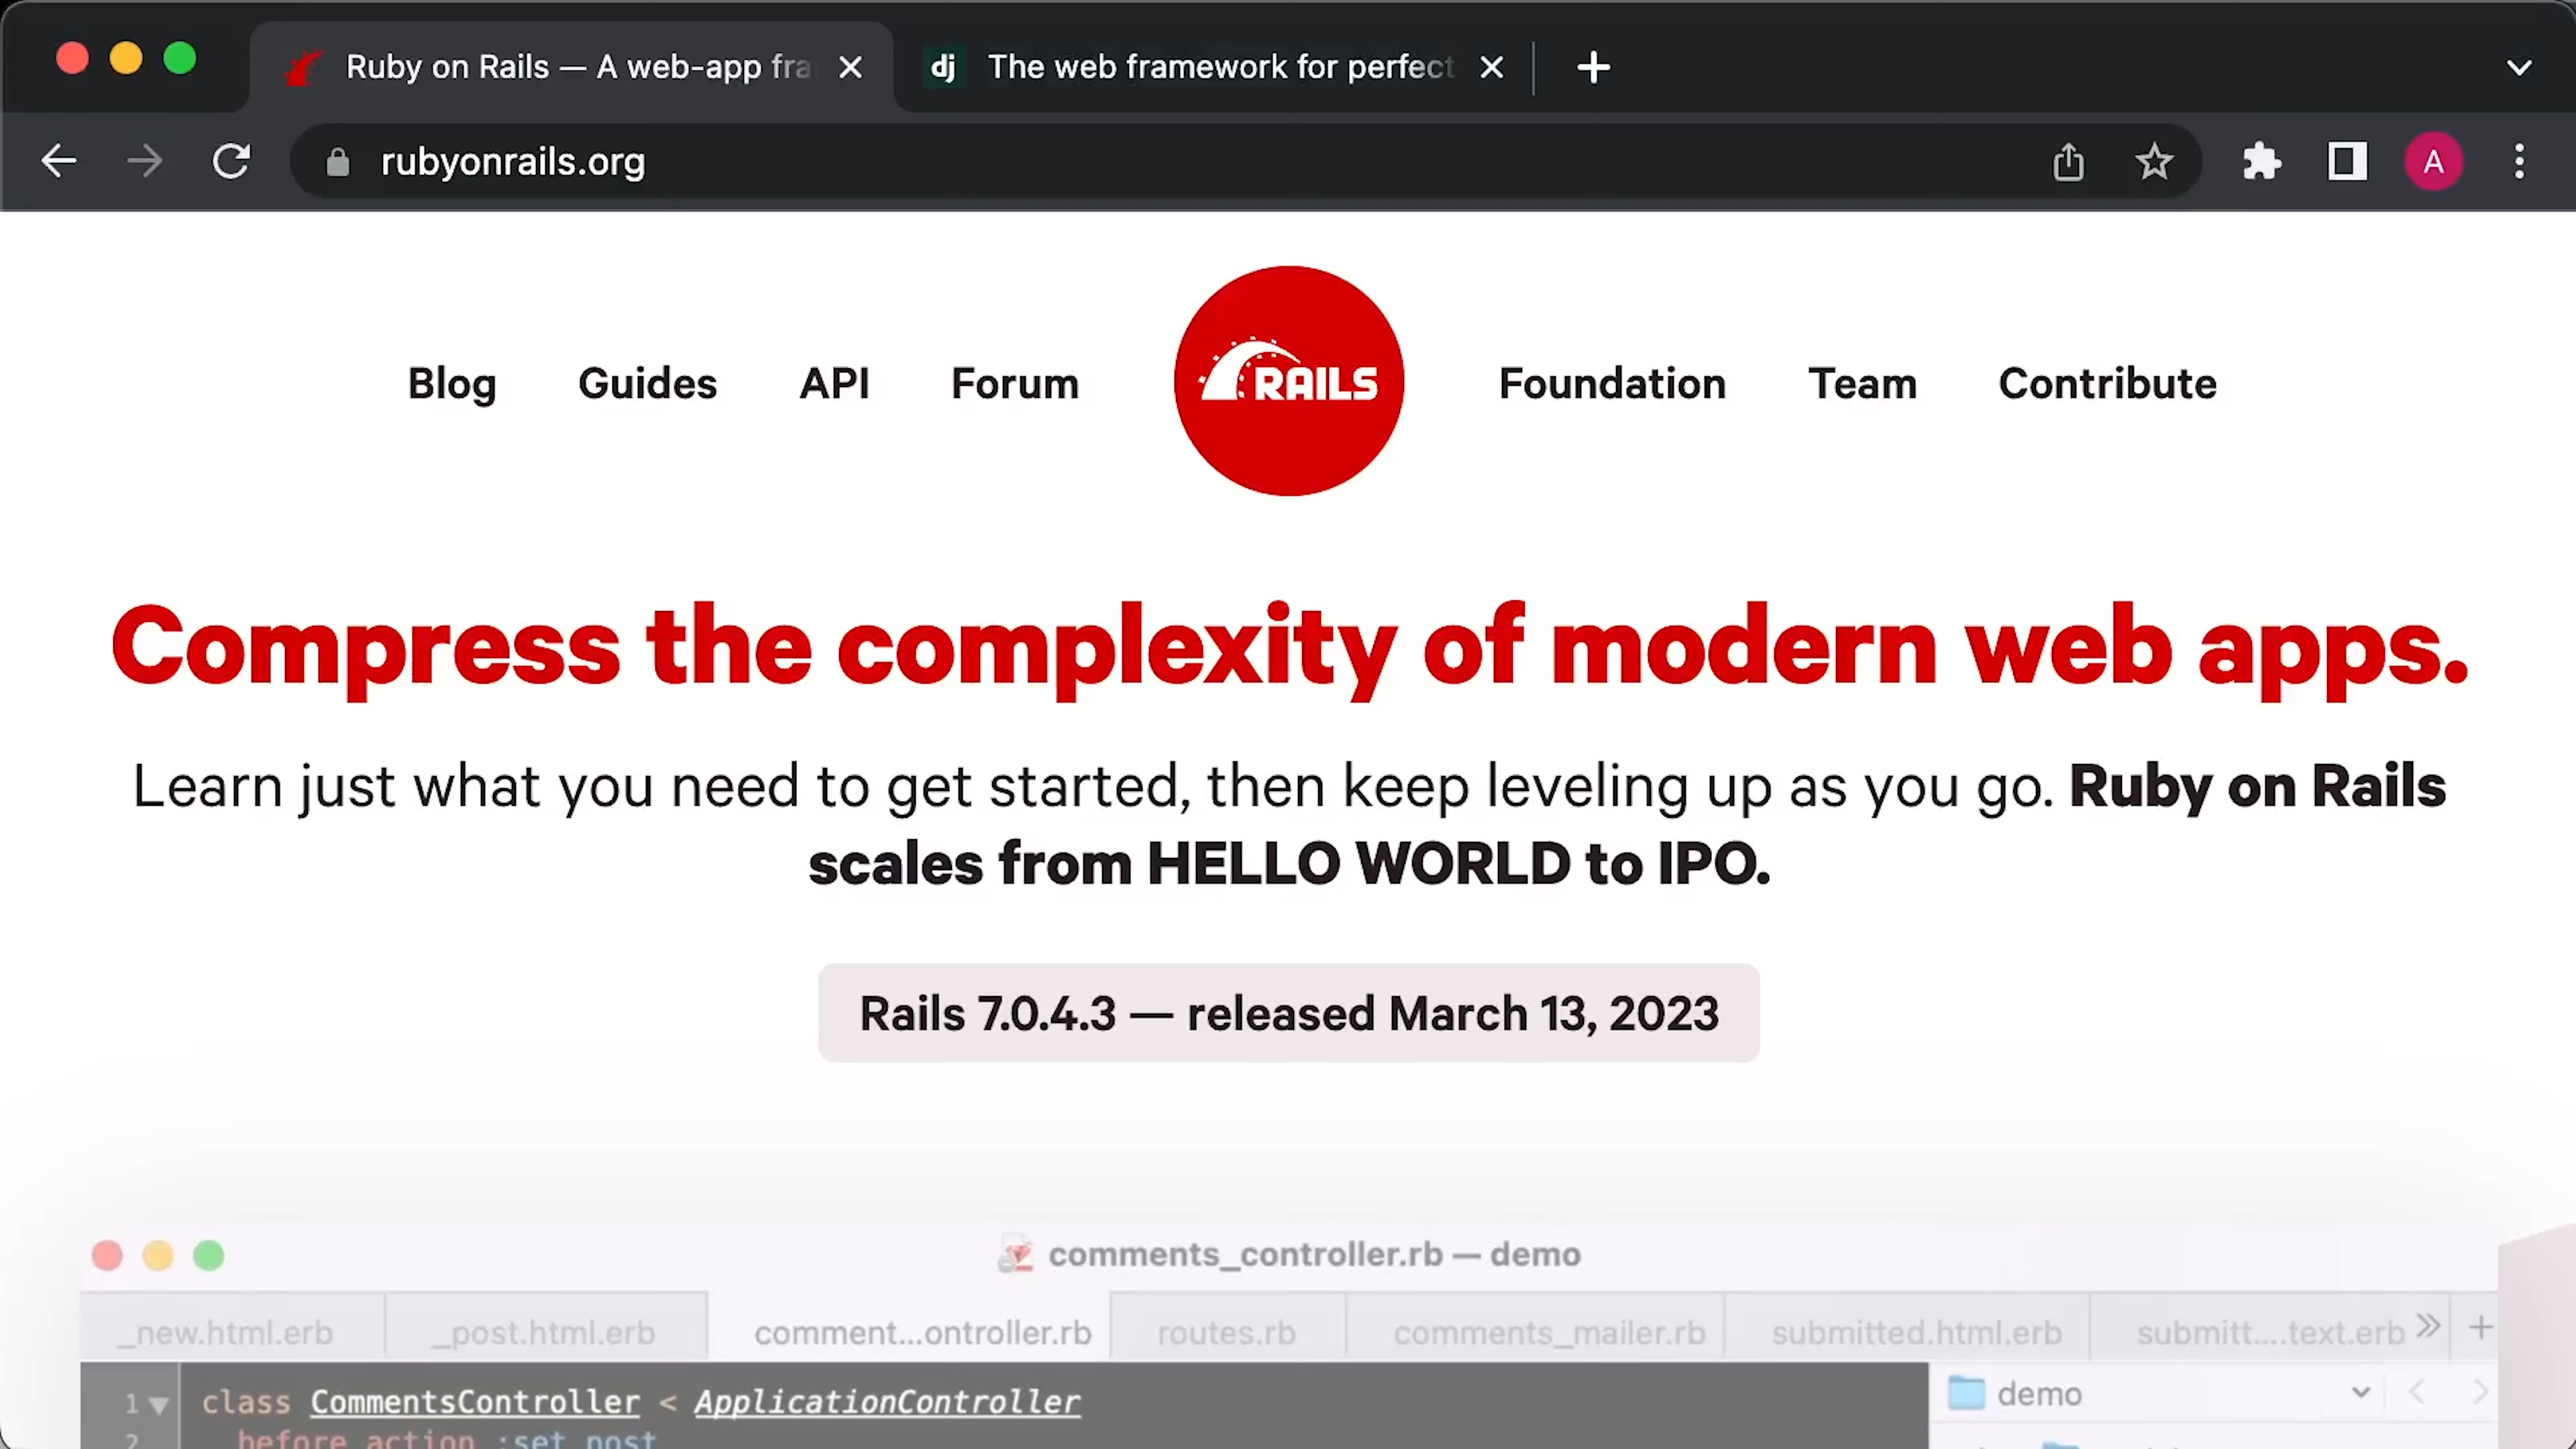 Ruby on Rails — A web-app fra
dj The web framework for perfect
rubyonrails.org
A
Blog Guides API Forum RAILS Foundation Team Contribute
Compress the complexity of modern web apps.
Learn just what you need to get started, then keep leveling up as you go. Ruby on Rails
scales from HELLO WORLD to IPO.
Rails 7.0.4.3 — released March 13, 2023
comments_controller.rb — demo
_new.html.erb _post.html.erb comment...ontroller.rb routes.rb comments_mailer.rb submitted.html.erb submitt....text.erb
1 class CommentsController < ApplicationController
demo
2 before_action :set_post